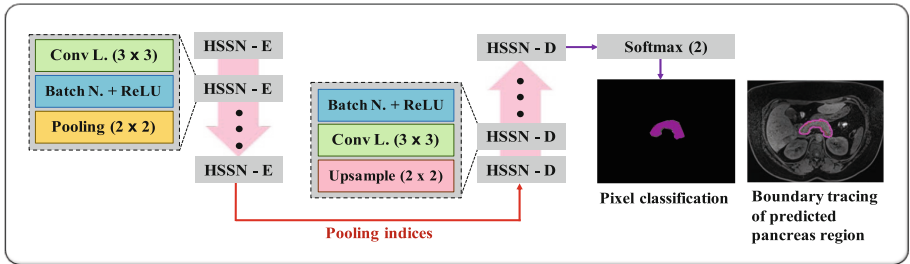 HSSN - E
Conv L. (3 x 3)
Batch N. + ReLU
Pooling (2 x 2)
HSSN - E
HSSN - E
Pooling indices
HSSN - D
Batch N. + ReLU
Conv L. (3 x 3)
Upsample (2 x 2)
HSSN - D
HSSN - D
Softmax (2)
Pixel classification
Boundary tracing
of predicted
pancreas region